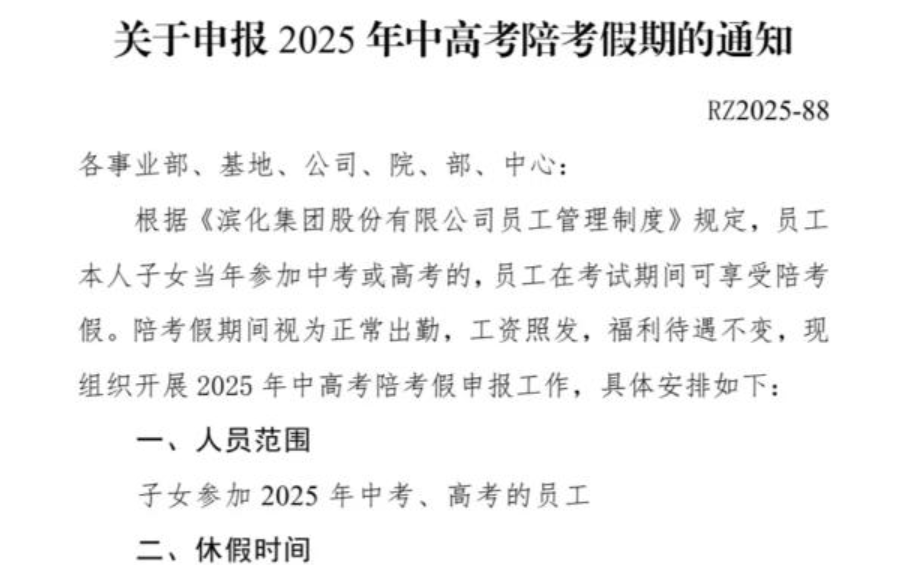 关于申报 2025 年中高考陪考假期的通知
RZ2025-88
各事业部、基地、公司、院、部、中心：
根据《滨化集团股份有限公司员工管理制度》规定，员工
本人子女当年参加中考或高考的，员工在考试期间可享受陪考
假。陪考假期间视为正常出勤，工资照发，福利待遇不变，现
组织开展 2025 年中高考陪考假申报工作，具体安排如下：
一、人员范围
子女参加 2025 年中考、高考的员工
二、休假时间